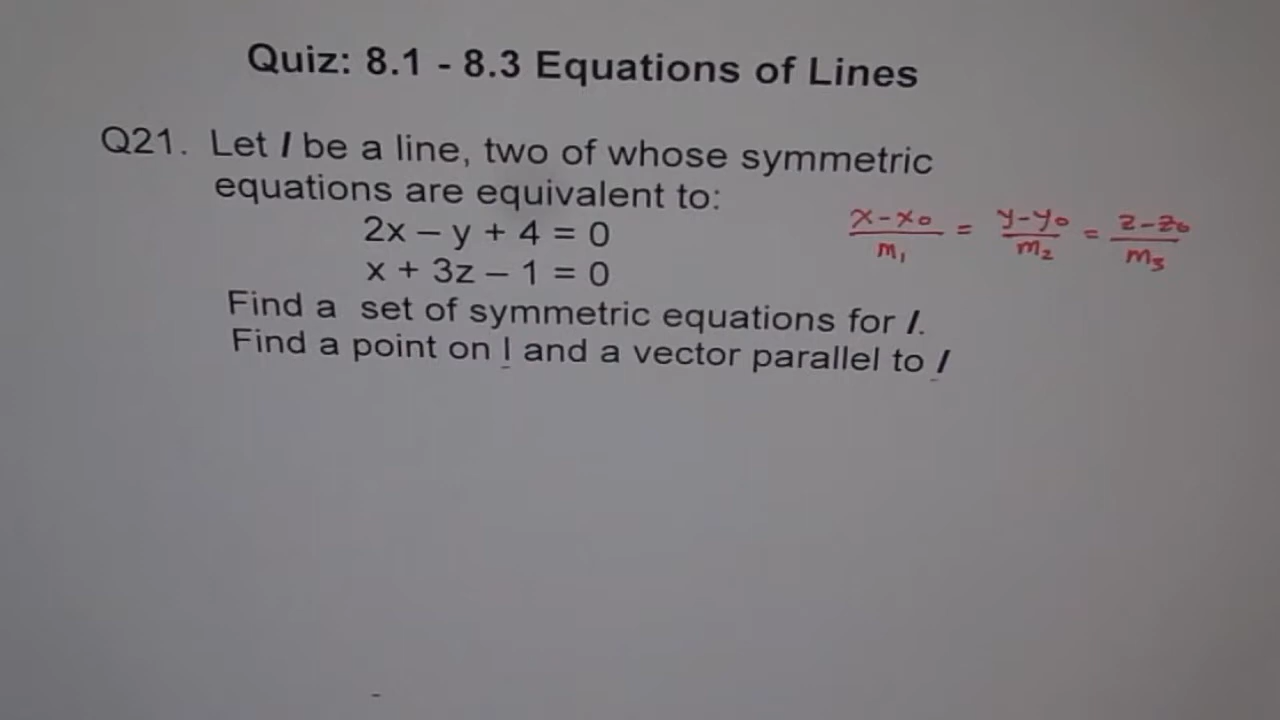 Quiz: 8.1 - 8.3 Equations of Lines
Q21. Let l be a line, two of whose symmetric
equations are equivalent to:
2x – y + 4 = 0
x + 3z – 1 = 0
x-x₀/m₁ = y-y₀/m₂ = z-z₀/m₃
Find a set of symmetric equations for l.
Find a point on l and a vector parallel to l